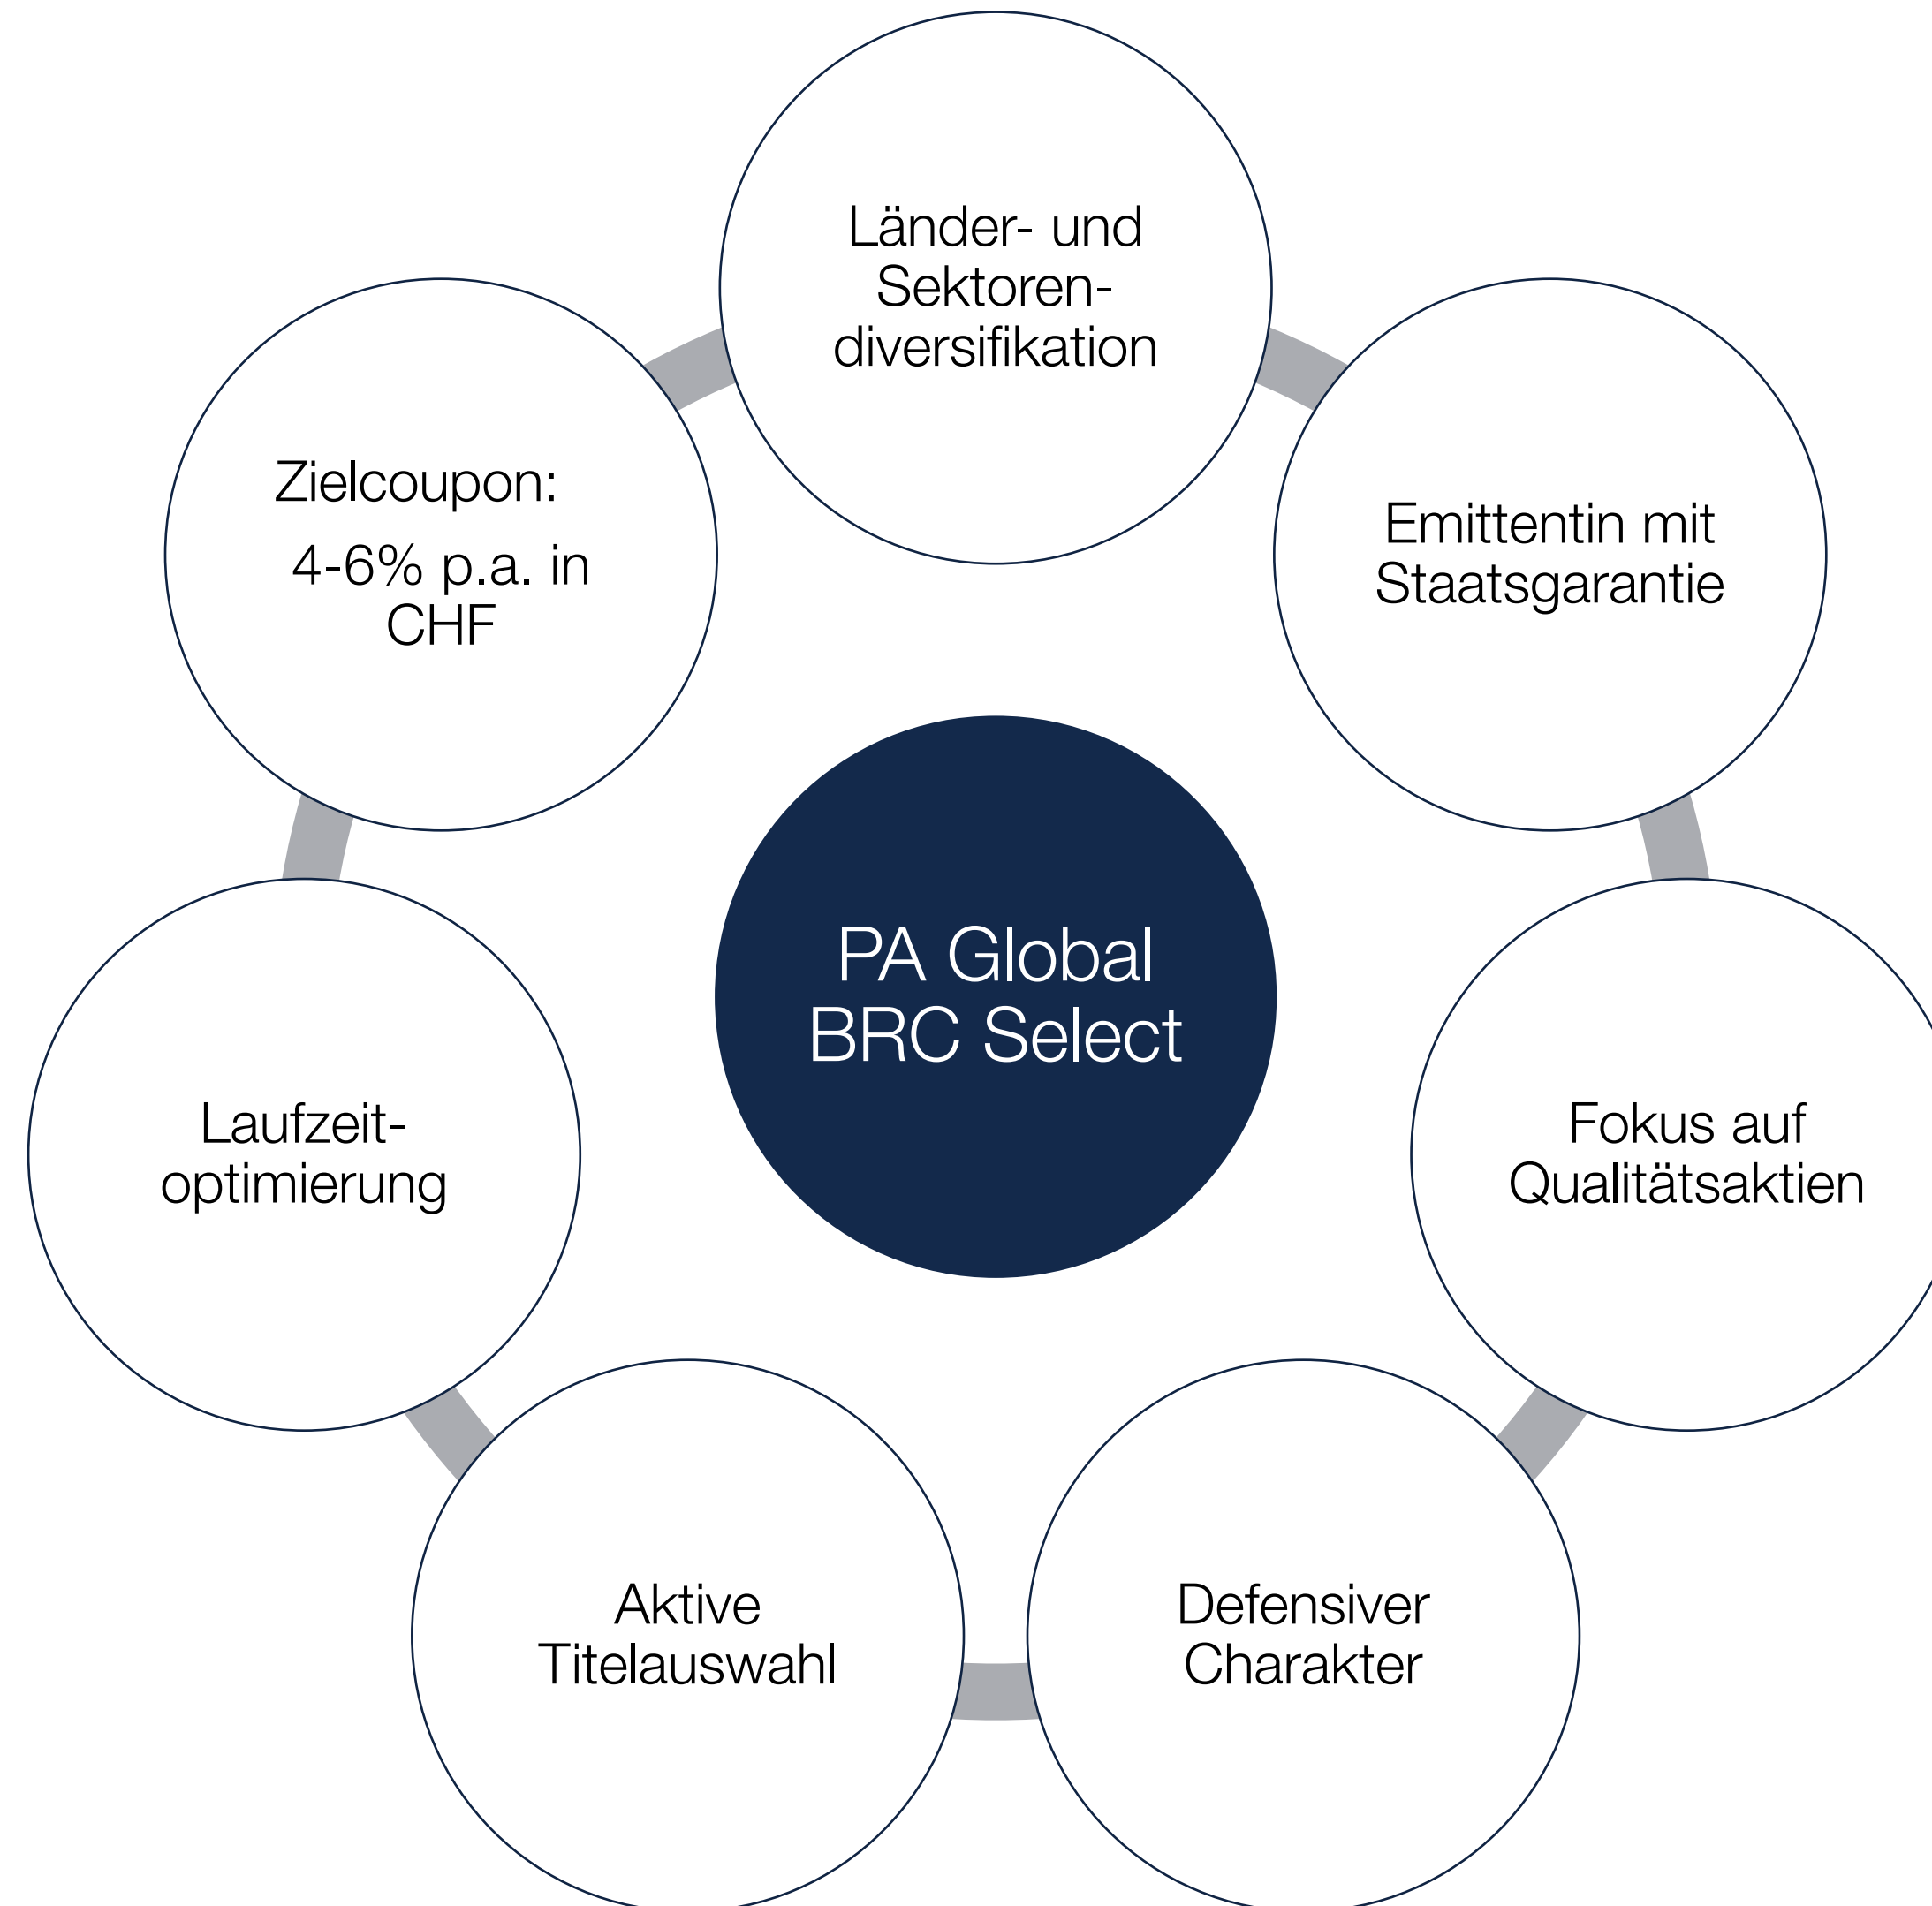 Länder- und
Sektoren-
diversifikation
Emittentin mit
Staatsgarantie
Fokus auf
Qualitätsaktien
Defensiver
Charakter
Aktive
Titelauswahl
Laufzeit-
optimierung
Zielcoupon:
4-6% p.a. in
CHF
PA Global
BRC Select